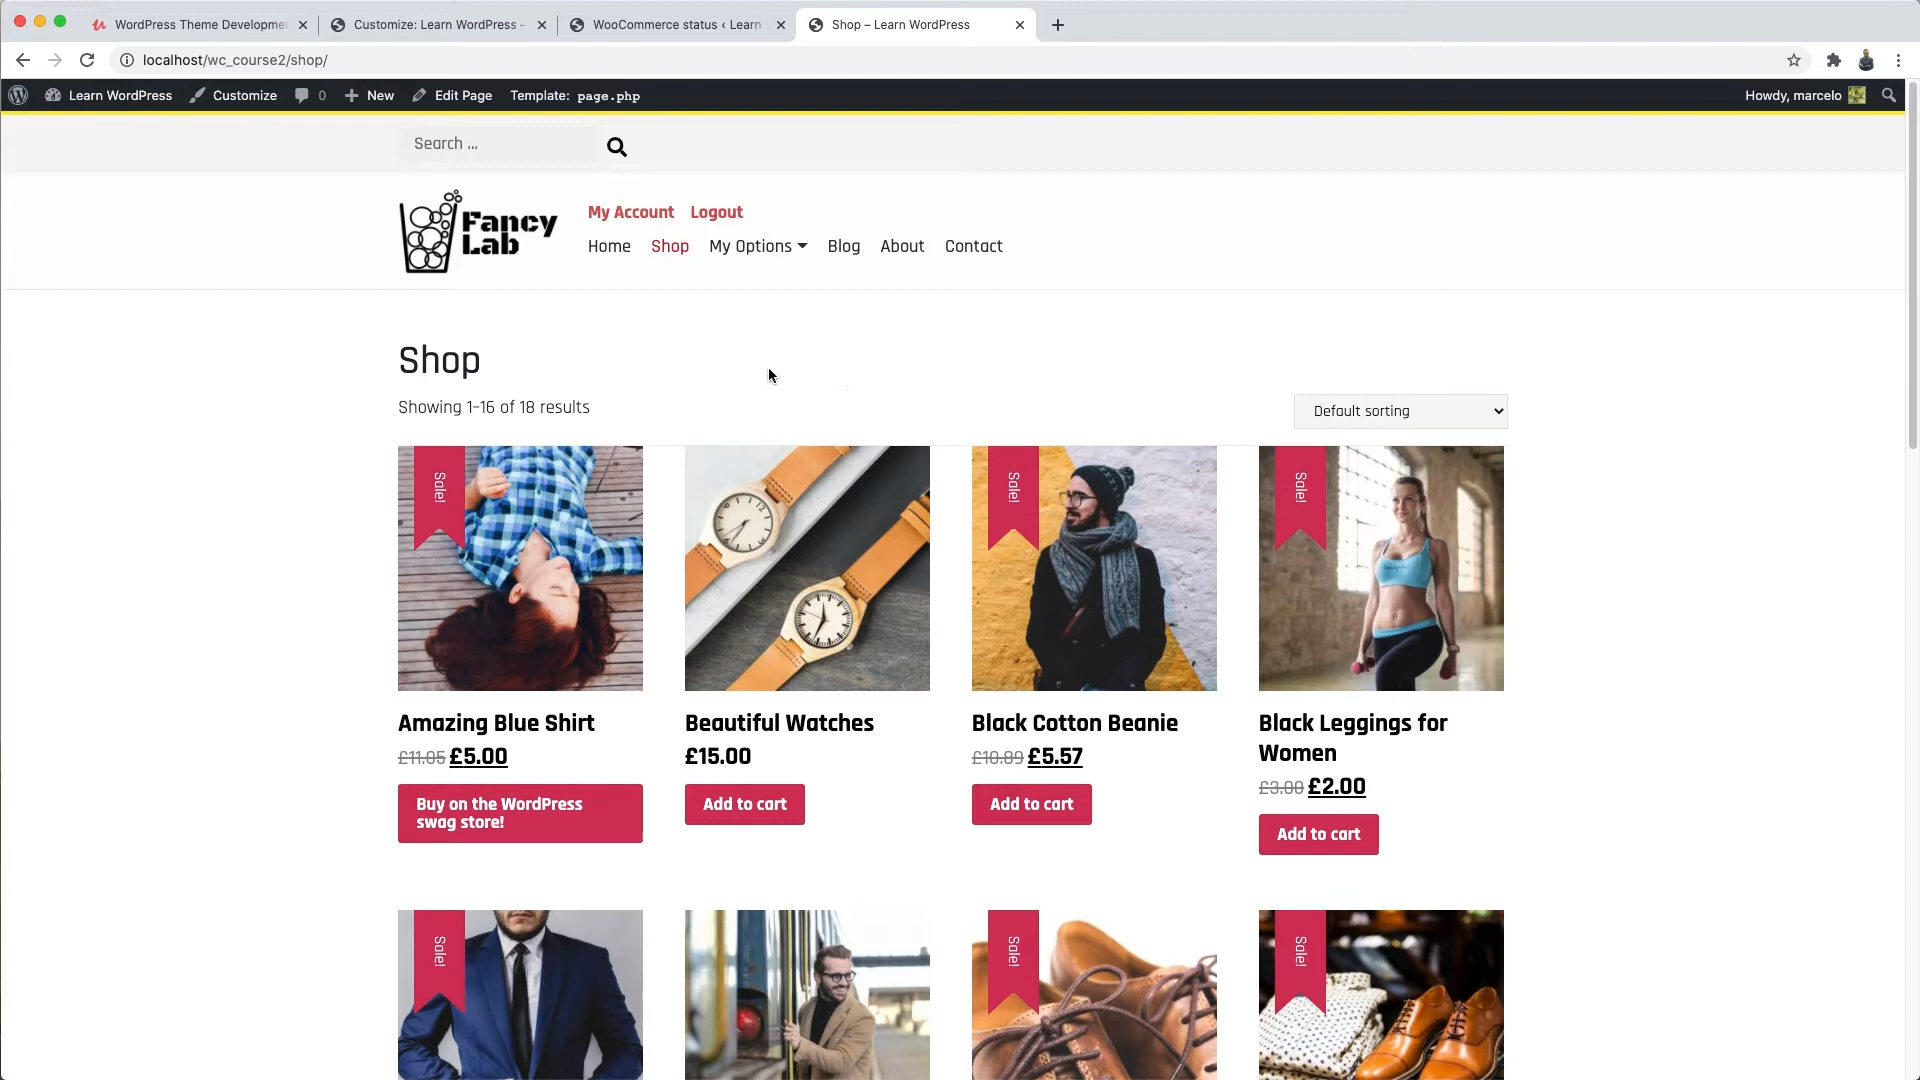 WordPress Theme Developme
Customize: Learn WordPress –
WooCommerce status ‹ Learn
Shop – Learn WordPress
localhost/wc_course2/shop/
Learn WordPress
Customize
0
New
Edit Page
Template: page.php
Howdy, marcelo
Search …
Fancy
Lab
My Account
Logout
Home
Shop
My Options
Blog
About
Contact
Shop
Showing 1–16 of 18 results
Default sorting
Sale!
Sale!
Sale!
Amazing Blue Shirt
£11.05 £5.00
Buy on the WordPress
swag store!
Beautiful Watches
£15.00
Add to cart
Black Cotton Beanie
£10.89 £5.57
Add to cart
Black Leggings for
Women
£3.00 £2.00
Add to cart
Sale!
Sale!
Sale!